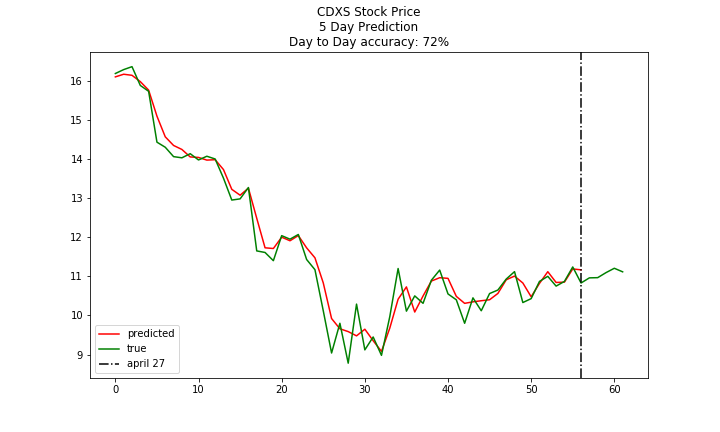 CDXS Stock Price
5 Day Prediction
Day to Day accuracy: 72%
16
15
14
13
12
11
10
9
predicted
true
april 27
0
10
20
30
40
50
60